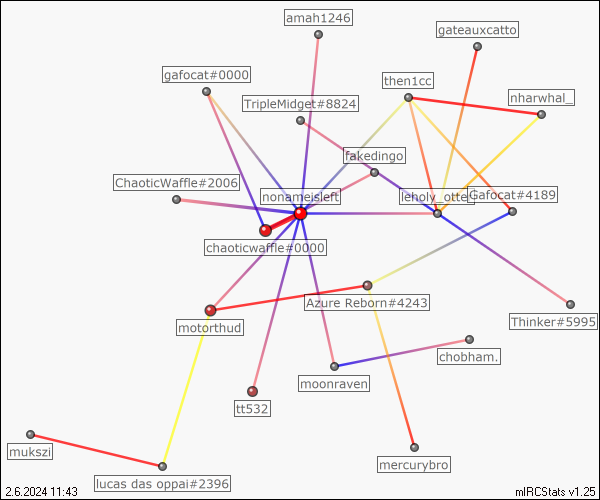 amah1246
gateauxcatto
gafocat#0000
then1cc
TripleMidget#8824
nharwhal_
fakedingo
ChaoticWaffle#2006
nonameisleft
Gafocat#4189
chaoticwaffle#0000
Azure Reborn#4243
motorthud
Thinker#5995
chobham.
moonraven
tt532
mukszi
mercurybro
lucas das oppai#2396
2.6.2024 11:43
mIRCStats v1.25